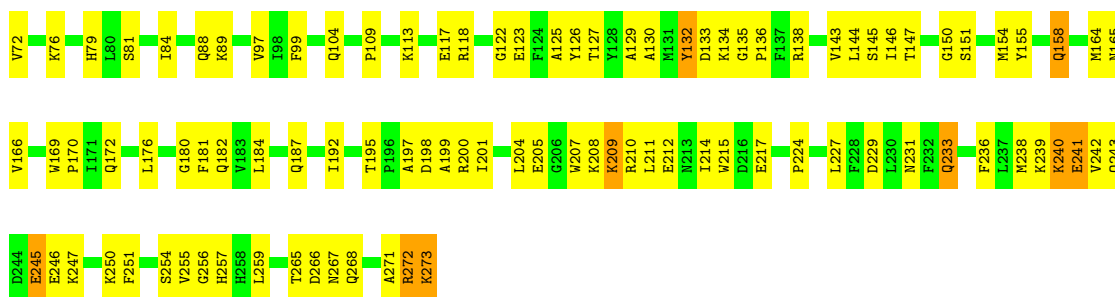 V72 K76 H79 L80 S81 I84 Q88 K89 V97 I98 F99 Q104 P109 K113 E117 R118 G122 E123 F124 A125 Y126 T127 Y128 A129 A130 M131 Y132 D133 K134 G135 P136 F137 R138 V143 L144 S145 I146 T147 G150 S151 M154 Y155 Q158 M164 N165
V166 W169 P170 I171 Q172 L176 G180 F181 Q182 V183 L184 Q187 I192 T195 P196 A197 D198 A199 R200 I201 L204 E205 G206 W207 K208 K209 R210 L211 E212 N213 I214 W215 D216 E217 P224 L227 F228 D229 L230 N231 F232 Q233 F236 L237 M238 K239 K240 E241 V242
D244 E245 E246 K247 K250 F251 S254 V255 G256 H257 H258 L259 T265 D266 N267 Q268 A271 R272 K273